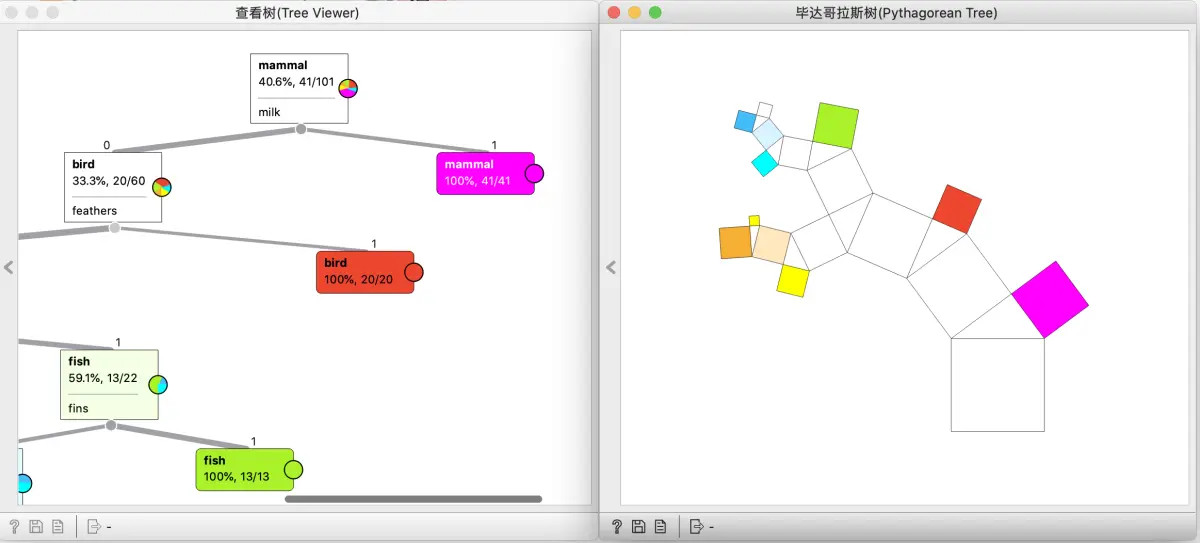 查看树(Tree Viewer)
毕达哥拉斯树(Pythagorean Tree)
mammal
40.6%, 41/101
milk
0
1
bird
33.3%, 20/60
feathers
mammal
100%, 41/41
1
bird
100%, 20/20
1
fish
59.1%, 13/22
fins
1
fish
100%, 13/13
? -
? -